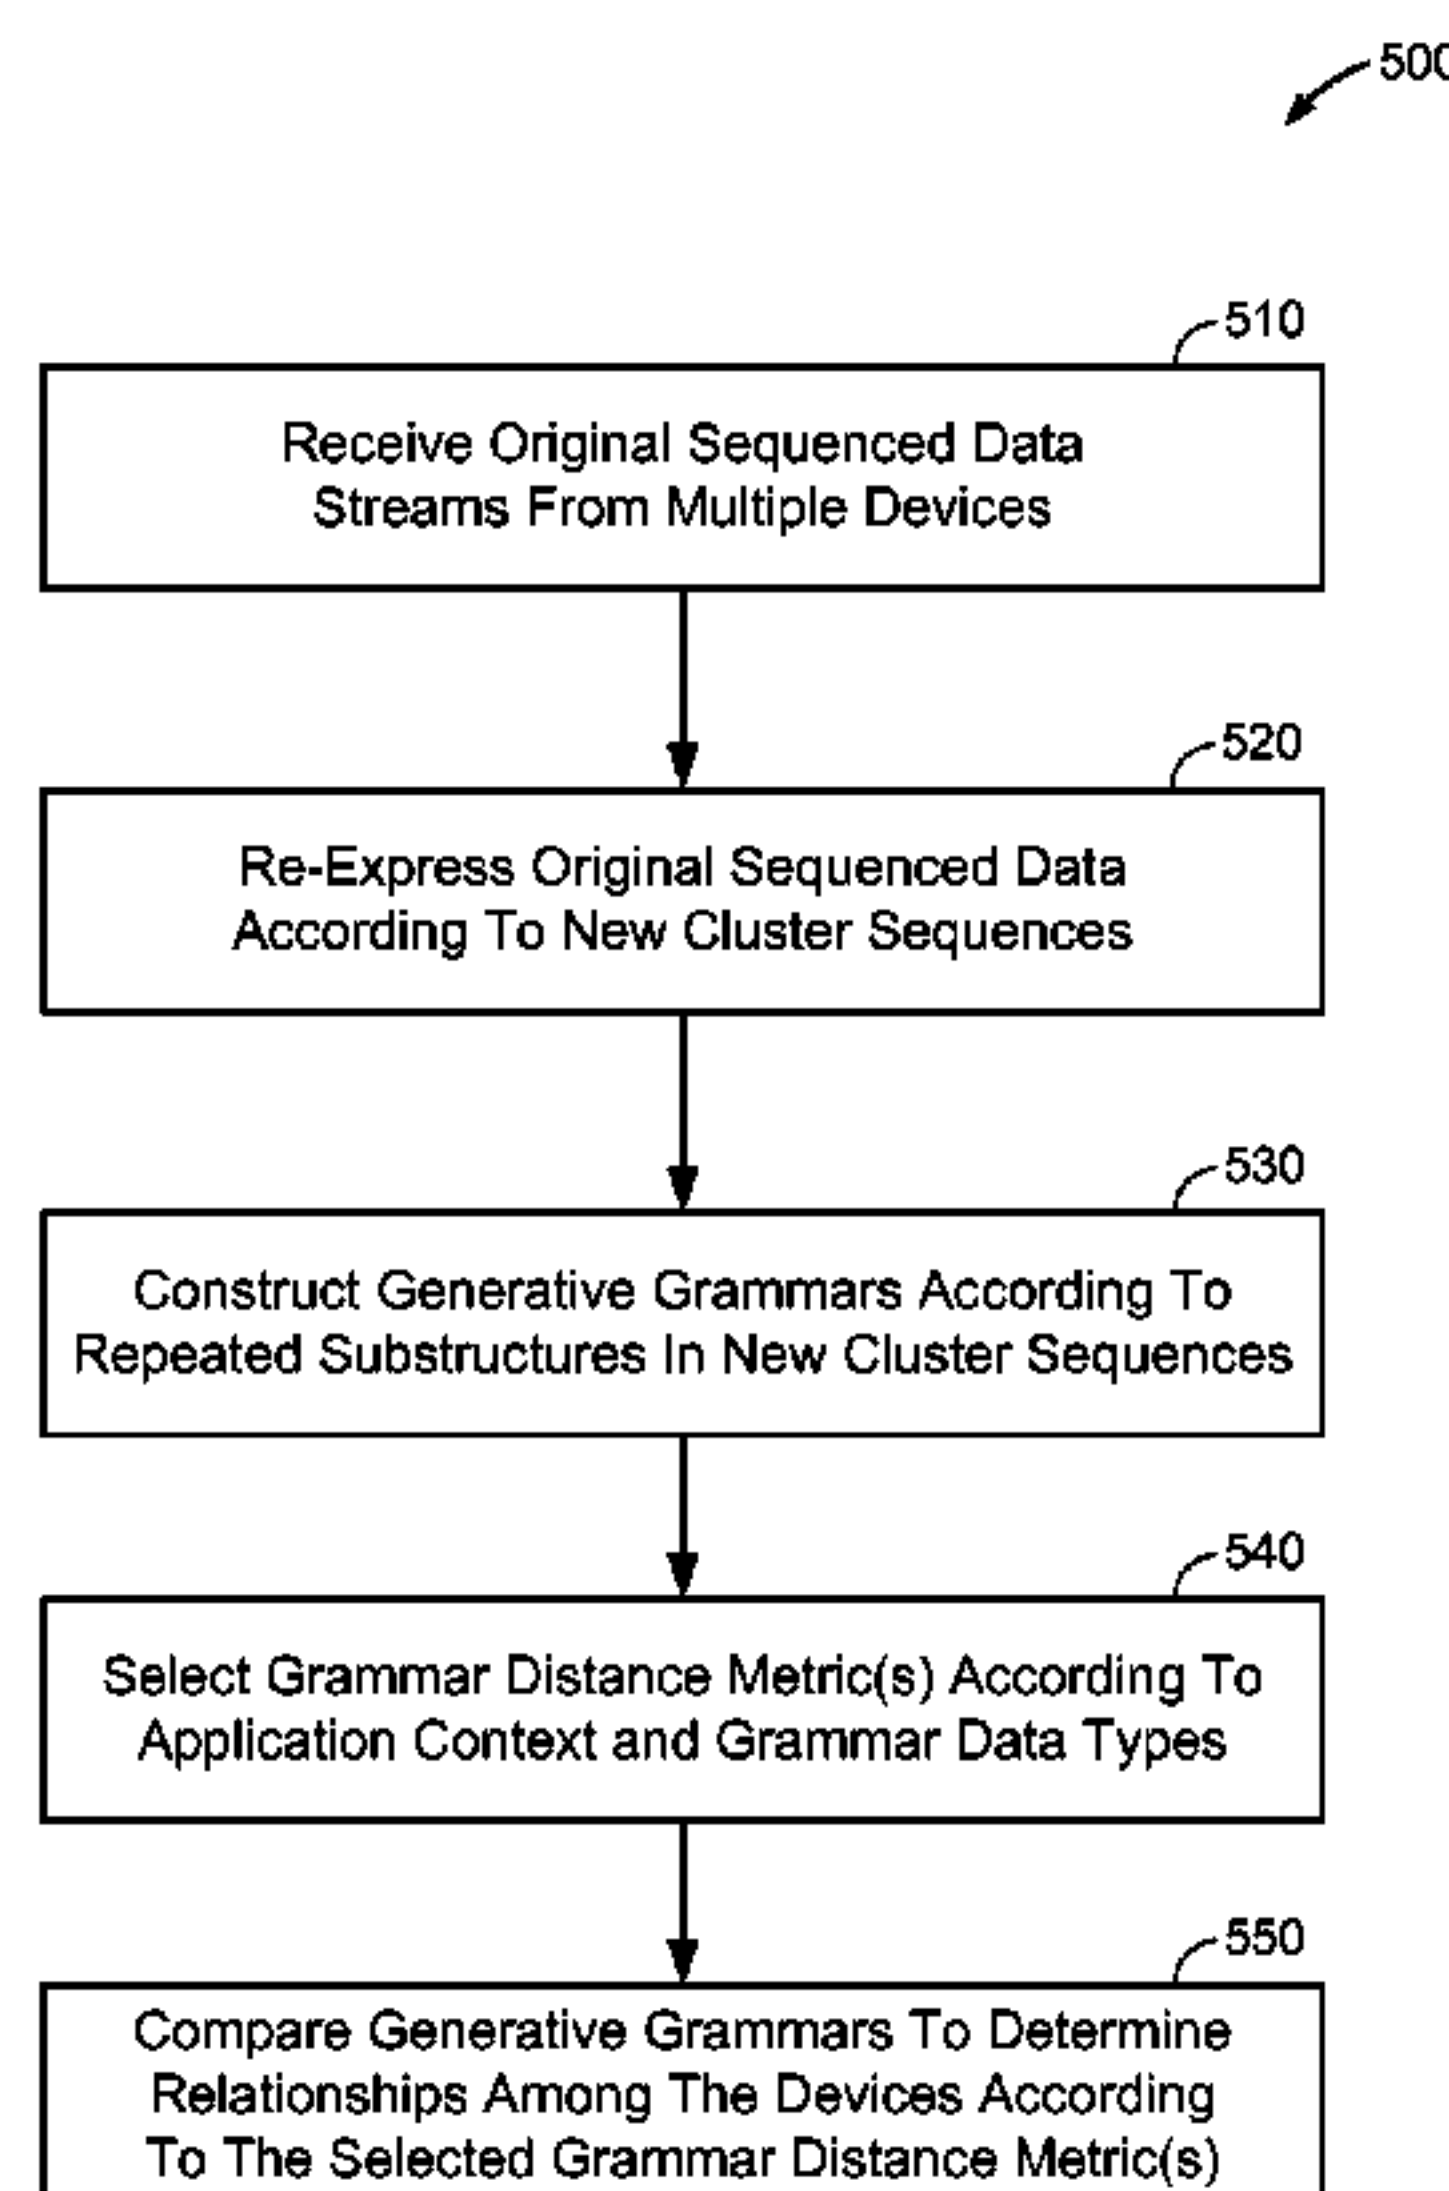 500
510
Receive Original Sequenced Data
Streams From Multiple Devices
520
Re-Express Original Sequenced Data
According To New Cluster Sequences
530
Construct Generative Grammars According To
Repeated Substructures In New Cluster Sequences
540
Select Grammar Distance Metric(s) According To
Application Context and Grammar Data Types
550
Compare Generative Grammars To Determine
Relationships Among The Devices According
To The Selected Grammar Distance Metric(s)